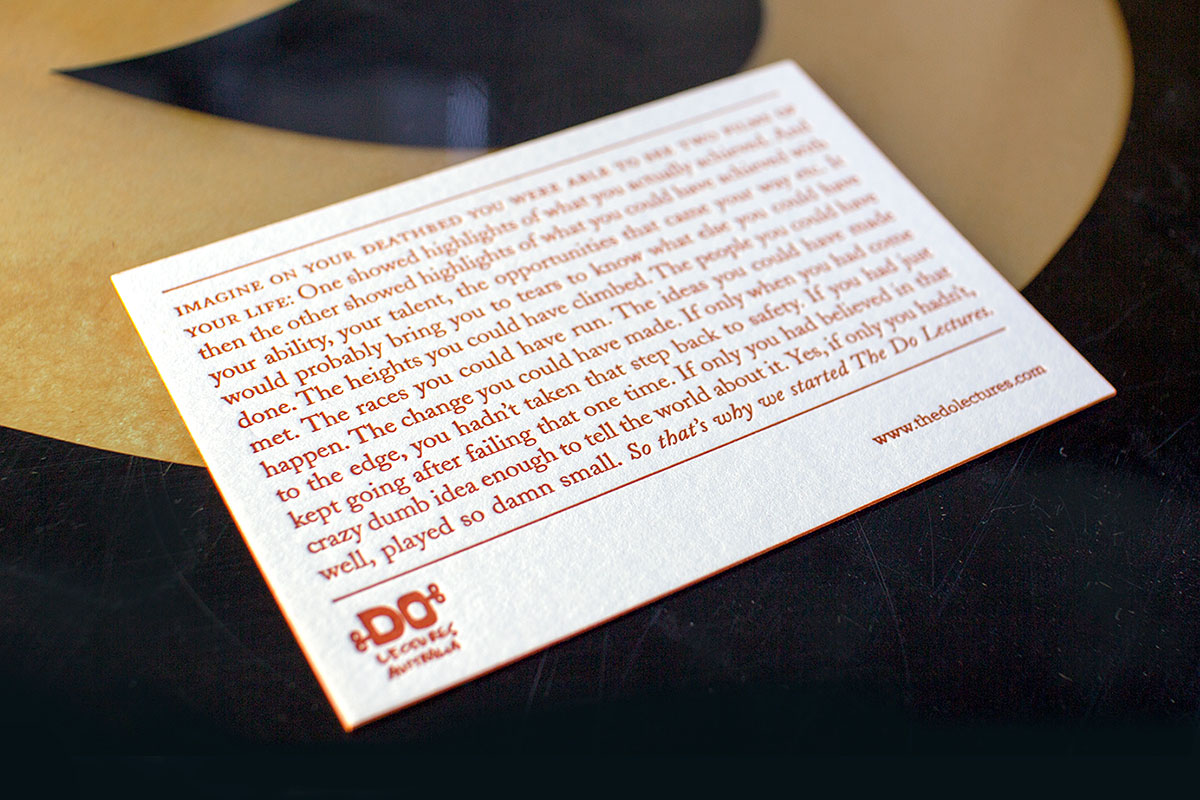 IMAGINE ON YOUR DEATHBED YOU WERE ABLE TO SEE TWO FILMS OF
YOUR LIFE: One showed highlights of what you actually achieved. And
then the other showed highlights of what you could have achieved with
your ability, your talent, the opportunities that came your way etc. It
would probably bring you to tears to know what else you could have
done. The heights you could have climbed. The people you could have
met. The races you could have run. The ideas you could have made
happen. The change you could have made. If only when you had come
to the edge, you hadn't taken that step back to safety. If you had just
kept going after failing that one time. If only you had believed in that
crazy dumb idea enough to tell the world about it. Yes, if only you hadn't,
well, played so damn small. So that's why we started The Do Lectures.
www.thedolectures.com
DO
LECTURES
AUSTRALIA